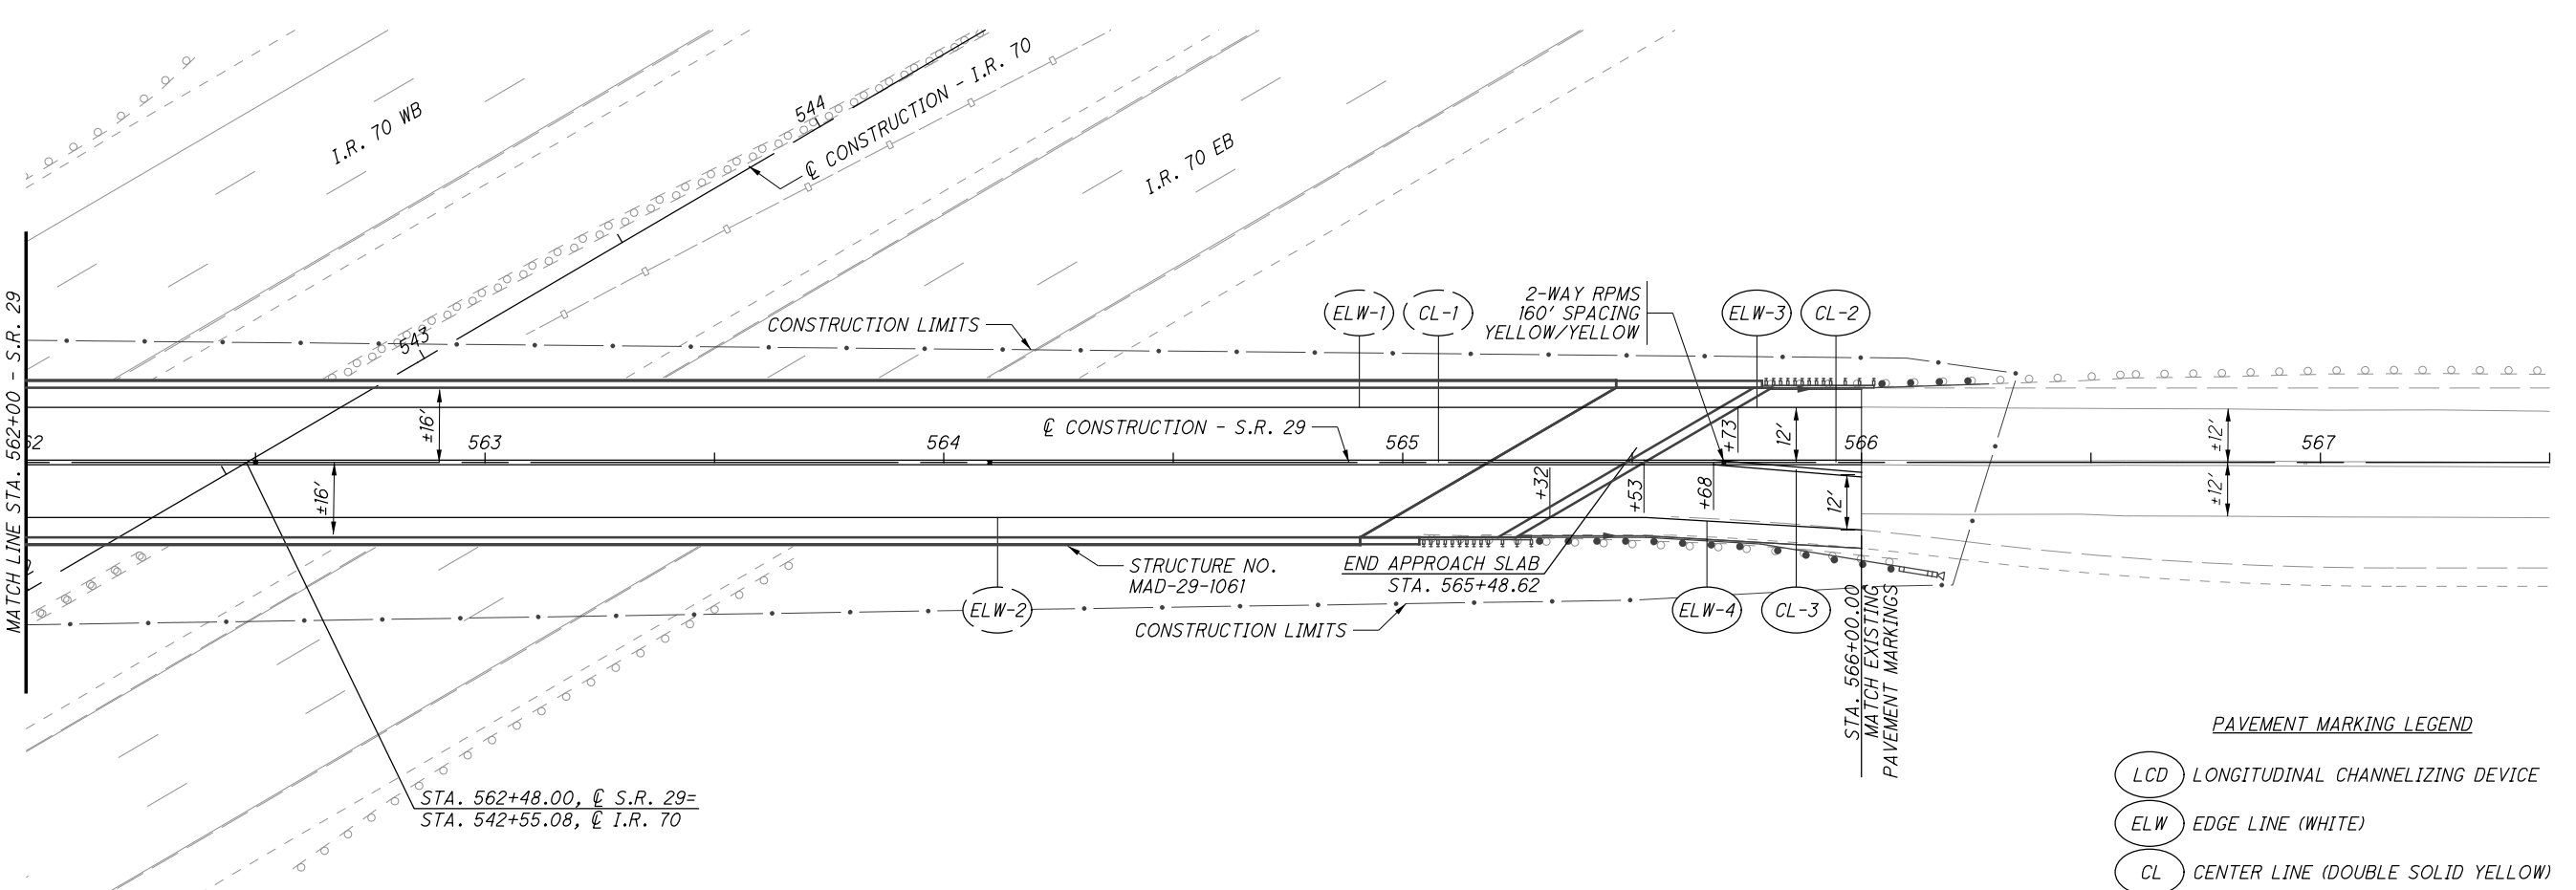 I.R. 70 WB
544
℄ CONSTRUCTION - I.R. 70
I.R. 70 EB
MATCH LINE STA. 562+00 - S.R. 29
543
CONSTRUCTION LIMITS
ELW-1
CL-1
2-WAY RPMS
160' SPACING
YELLOW/YELLOW
ELW-3
CL-2
±16'
62
563
564
℄ CONSTRUCTION - S.R. 29
565
+73
12'
566
±12'
567
±16'
+32
+53
+68
12'
±12'
STRUCTURE NO.
MAD-29-1061
END APPROACH SLAB
STA. 565+48.62
ELW-2
ELW-4
CL-3
CONSTRUCTION LIMITS
STA. 566+00.00
MATCH EXISTING
PAVEMENT MARKINGS
STA. 562+48.00, ℄ S.R. 29=
STA. 542+55.08, ℄ I.R. 70
PAVEMENT MARKING LEGEND
LCD LONGITUDINAL CHANNELIZING DEVICE
ELW EDGE LINE (WHITE)
CL CENTER LINE (DOUBLE SOLID YELLOW)